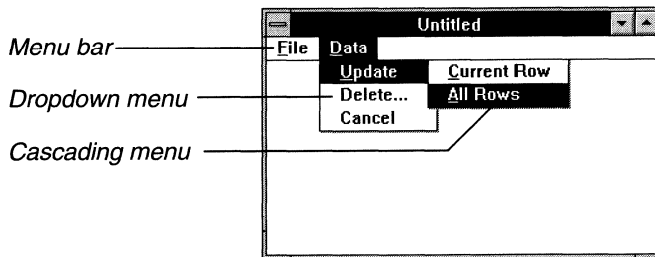 Untitled
Menu bar
File Data
Update Current Row
Dropdown menu
Delete... All Rows
Cancel
Cascading menu